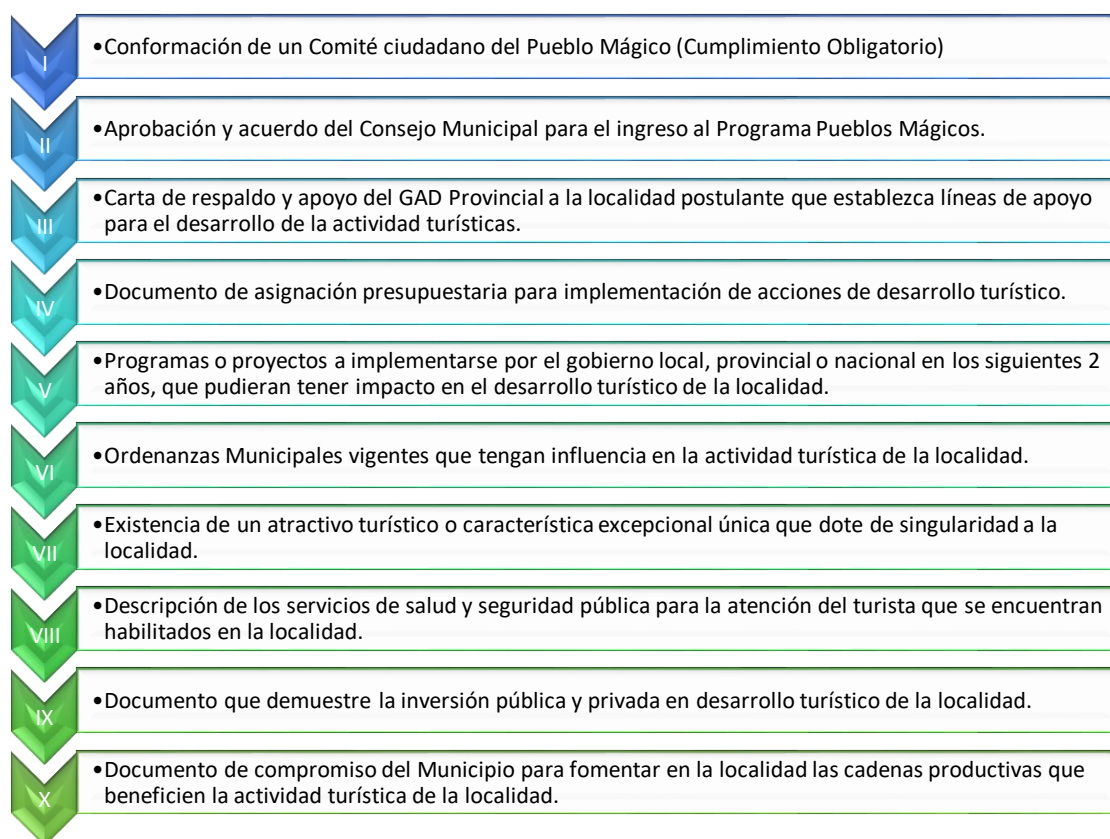 I
•Conformación de un Comité ciudadano del Pueblo Mágico (Cumplimiento Obligatorio)
II
•Aprobación y acuerdo del Consejo Municipal para el ingreso al Programa Pueblos Mágicos.
III
•Carta de respaldo y apoyo del GAD Provincial a la localidad postulante que establezca líneas de apoyo
para el desarrollo de la actividad turísticas.
IV
•Documento de asignación presupuestaria para implementación de acciones de desarrollo turístico.
V
•Programas o proyectos a implementarse por el gobierno local, provincial o nacional en los siguientes 2
años, que pudieran tener impacto en el desarrollo turístico de la localidad.
VI
•Ordenanzas Municipales vigentes que tengan influencia en la actividad turística de la localidad.
VII
•Existencia de un atractivo turístico o característica excepcional única que dote de singularidad a la
localidad.
VIII
•Descripción de los servicios de salud y seguridad pública para la atención del turista que se encuentran
habilitados en la localidad.
IX
•Documento que demuestre la inversión pública y privada en desarrollo turístico de la localidad.
X
•Documento de compromiso del Municipio para fomentar en la localidad las cadenas productivas que
beneficien la actividad turística de la localidad.